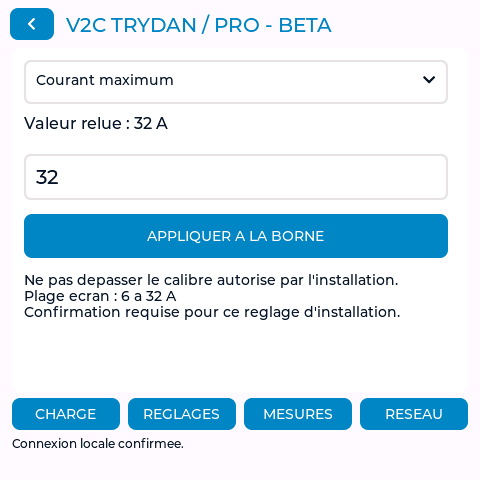 V2C TRYDAN / PRO - BETA
Courant maximum
Valeur relue : 32 A
32
APPLIQUER A LA BORNE
Ne pas depasser le calibre autorise par l'installation.
Plage ecran : 6 a 32 A
Confirmation requise pour ce reglage d'installation.
CHARGE
REGLAGES
MESURES
RESEAU
Connexion locale confirmee.